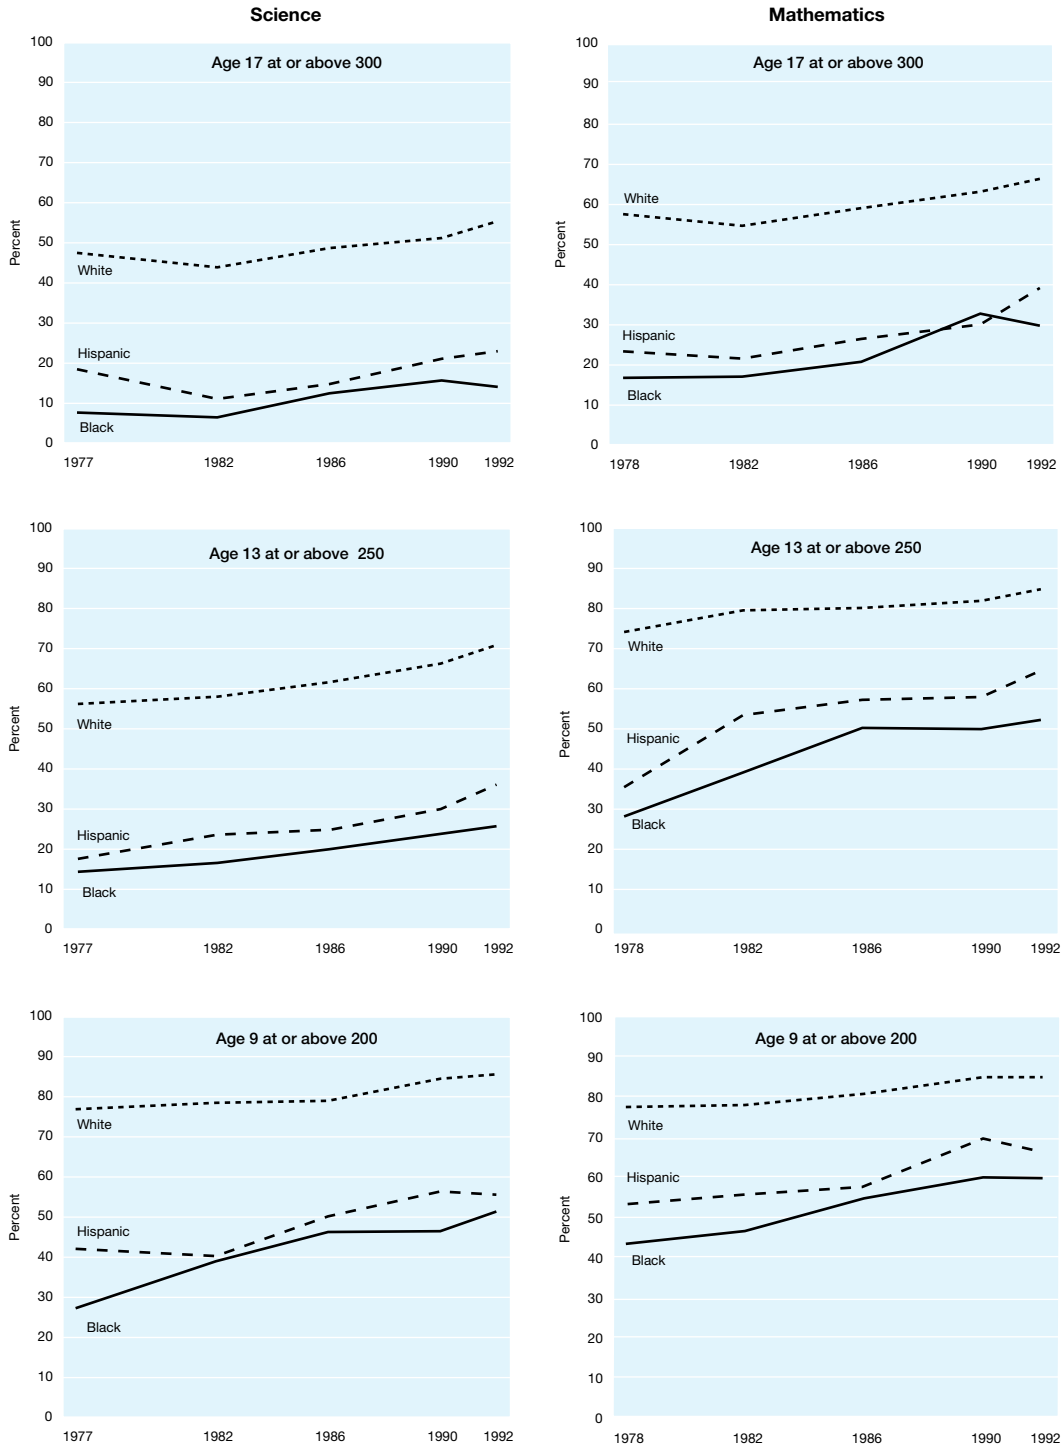 Science
Age 17 at or above 300
100
90
80
70
60
50
40
30
20
10
0
Percent
White
Hispanic
Black
1977 1982 1986 1990 1992
Mathematics
Age 17 at or above 300
100
90
80
70
60
50
40
30
20
10
0
Percent
White
Hispanic
Black
1978 1982 1986 1990 1992
Age 13 at or above 250
100
90
80
70
60
50
40
30
20
10
0
Percent
White
Hispanic
Black
1977 1982 1986 1990 1992
Age 13 at or above 250
100
90
80
70
60
50
40
30
20
10
0
Percent
White
Hispanic
Black
1978 1982 1986 1990 1992
Age 9 at or above 200
100
90
80
70
60
50
40
30
20
10
0
Percent
White
Hispanic
Black
1977 1982 1986 1990 1992
Age 9 at or above 200
100
90
80
70
60
50
40
30
20
10
0
Percent
White
Hispanic
Black
1978 1982 1986 1990 1992